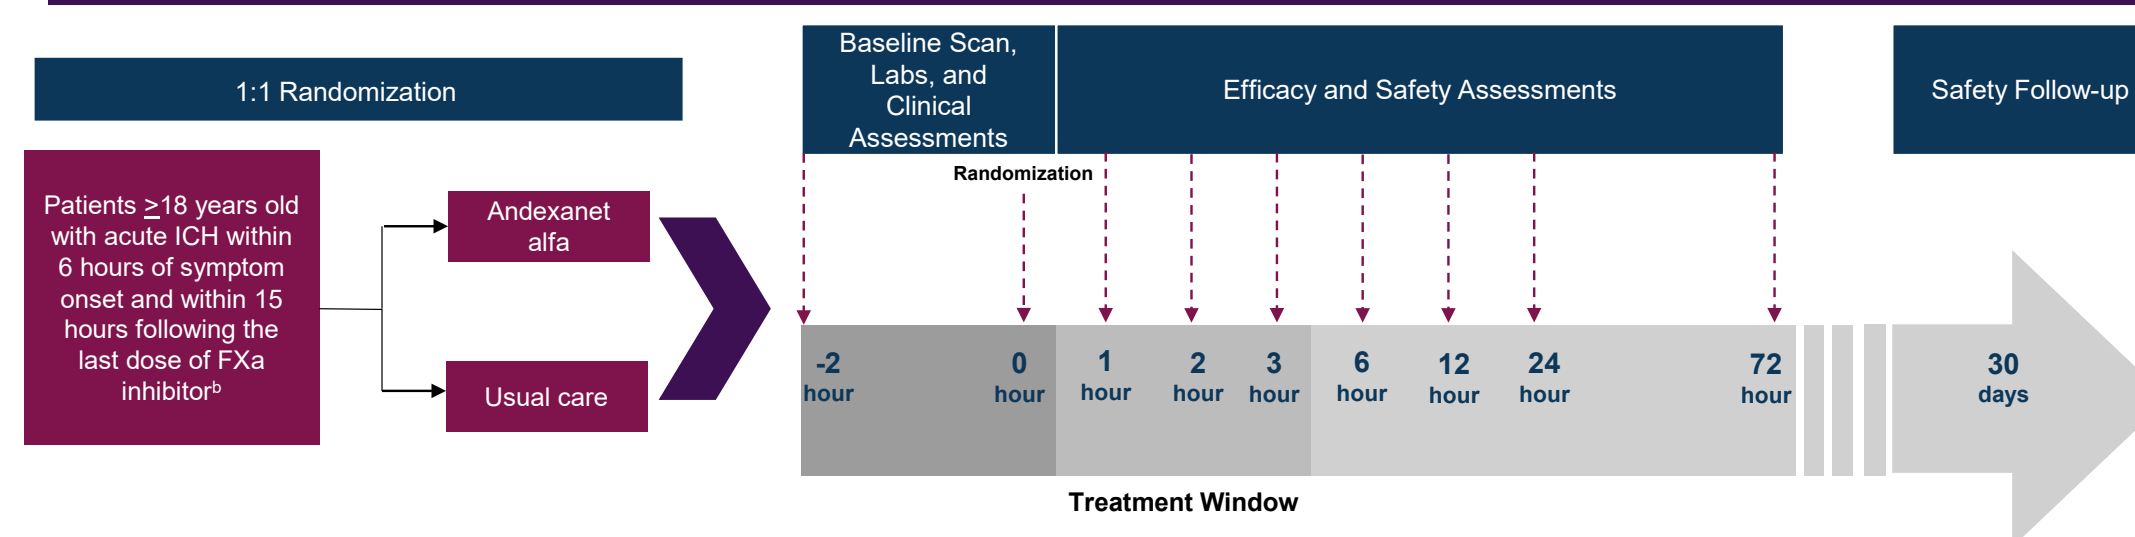 1:1 Randomization
Patients >18 years old
with acute ICH within
6 hours of symptom
onset and within 15
hours following the
last dose of FXa
inhibitorb
Andexanet
alfa
Usual care
Baseline Scan,
Labs, and
Clinical
Assessments
Efficacy and Safety Assessments
Safety Follow-up
Randomization
-2
hour
0
hour
1
hour
2
hour
3
hour
6
hour
12
hour
24
hour
72
hour
30
days
Treatment Window